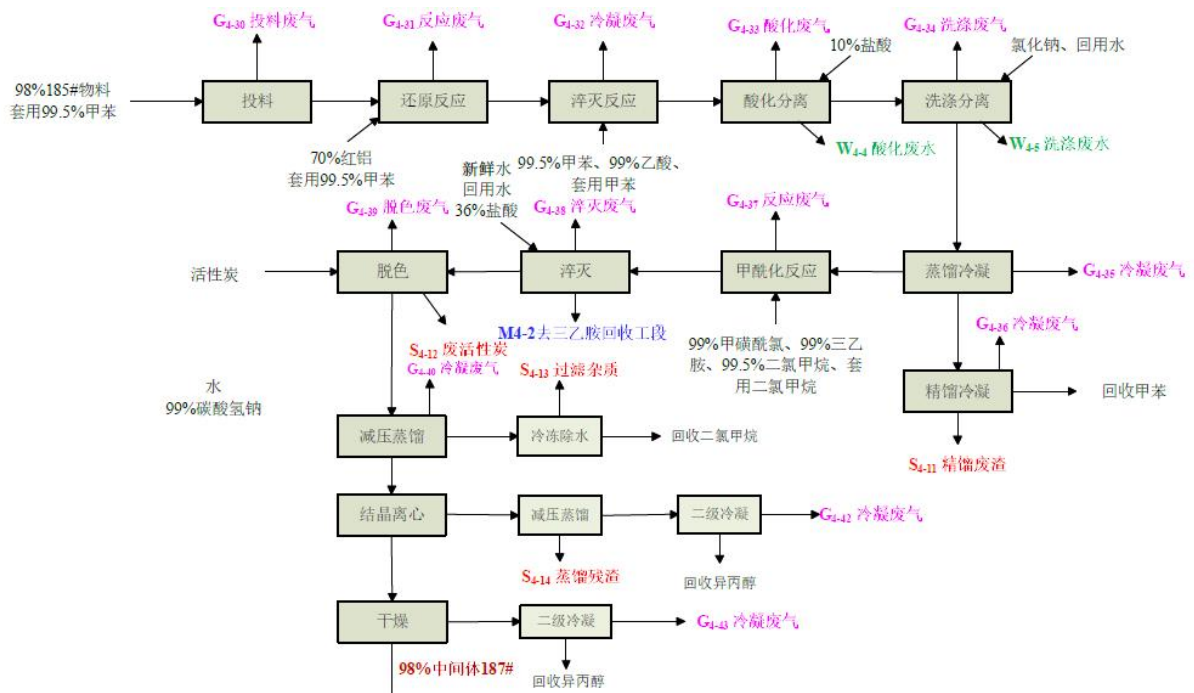 G4-30 投料废气
G4-31 反应废气
G4-32 冷凝废气
G4-33 酸化废气
G4-34 洗涤废气
10%盐酸
氯化钠、回用水
98%185#物料
套用99.5%甲苯
投料
还原反应
淬灭反应
酸化分离
洗涤分离
70%红铝
套用99.5%甲苯
99.5%甲苯、99%乙酸、
套用甲苯
W4-4 酸化废水
W4-5 洗涤废水
新鲜水
回用水
36%盐酸
G4-39 脱色废气
G4-38 淬灭废气
G4-37 反应废气
活性炭
脱色
淬灭
甲酰化反应
蒸馏冷凝
G4-35 冷凝废气
M4-2去三乙胺回收工段
G4-36 冷凝废气
S4-12 废活性炭
99%甲磺酰氯、99%三乙
胺、99.5%二氯甲烷、套
用二氯甲烷
G4-40 冷凝废气
S4-13 过滤杂质
水
99%碳酸氢钠
精馏冷凝
回收甲苯
减压蒸馏
冷冻除水
回收二氯甲烷
S4-11 精馏废渣
结晶离心
减压蒸馏
二级冷凝
G4-42 冷凝废气
S4-14 蒸馏残渣
回收异丙醇
干燥
二级冷凝
G4-43 冷凝废气
98%中间体187#
回收异丙醇